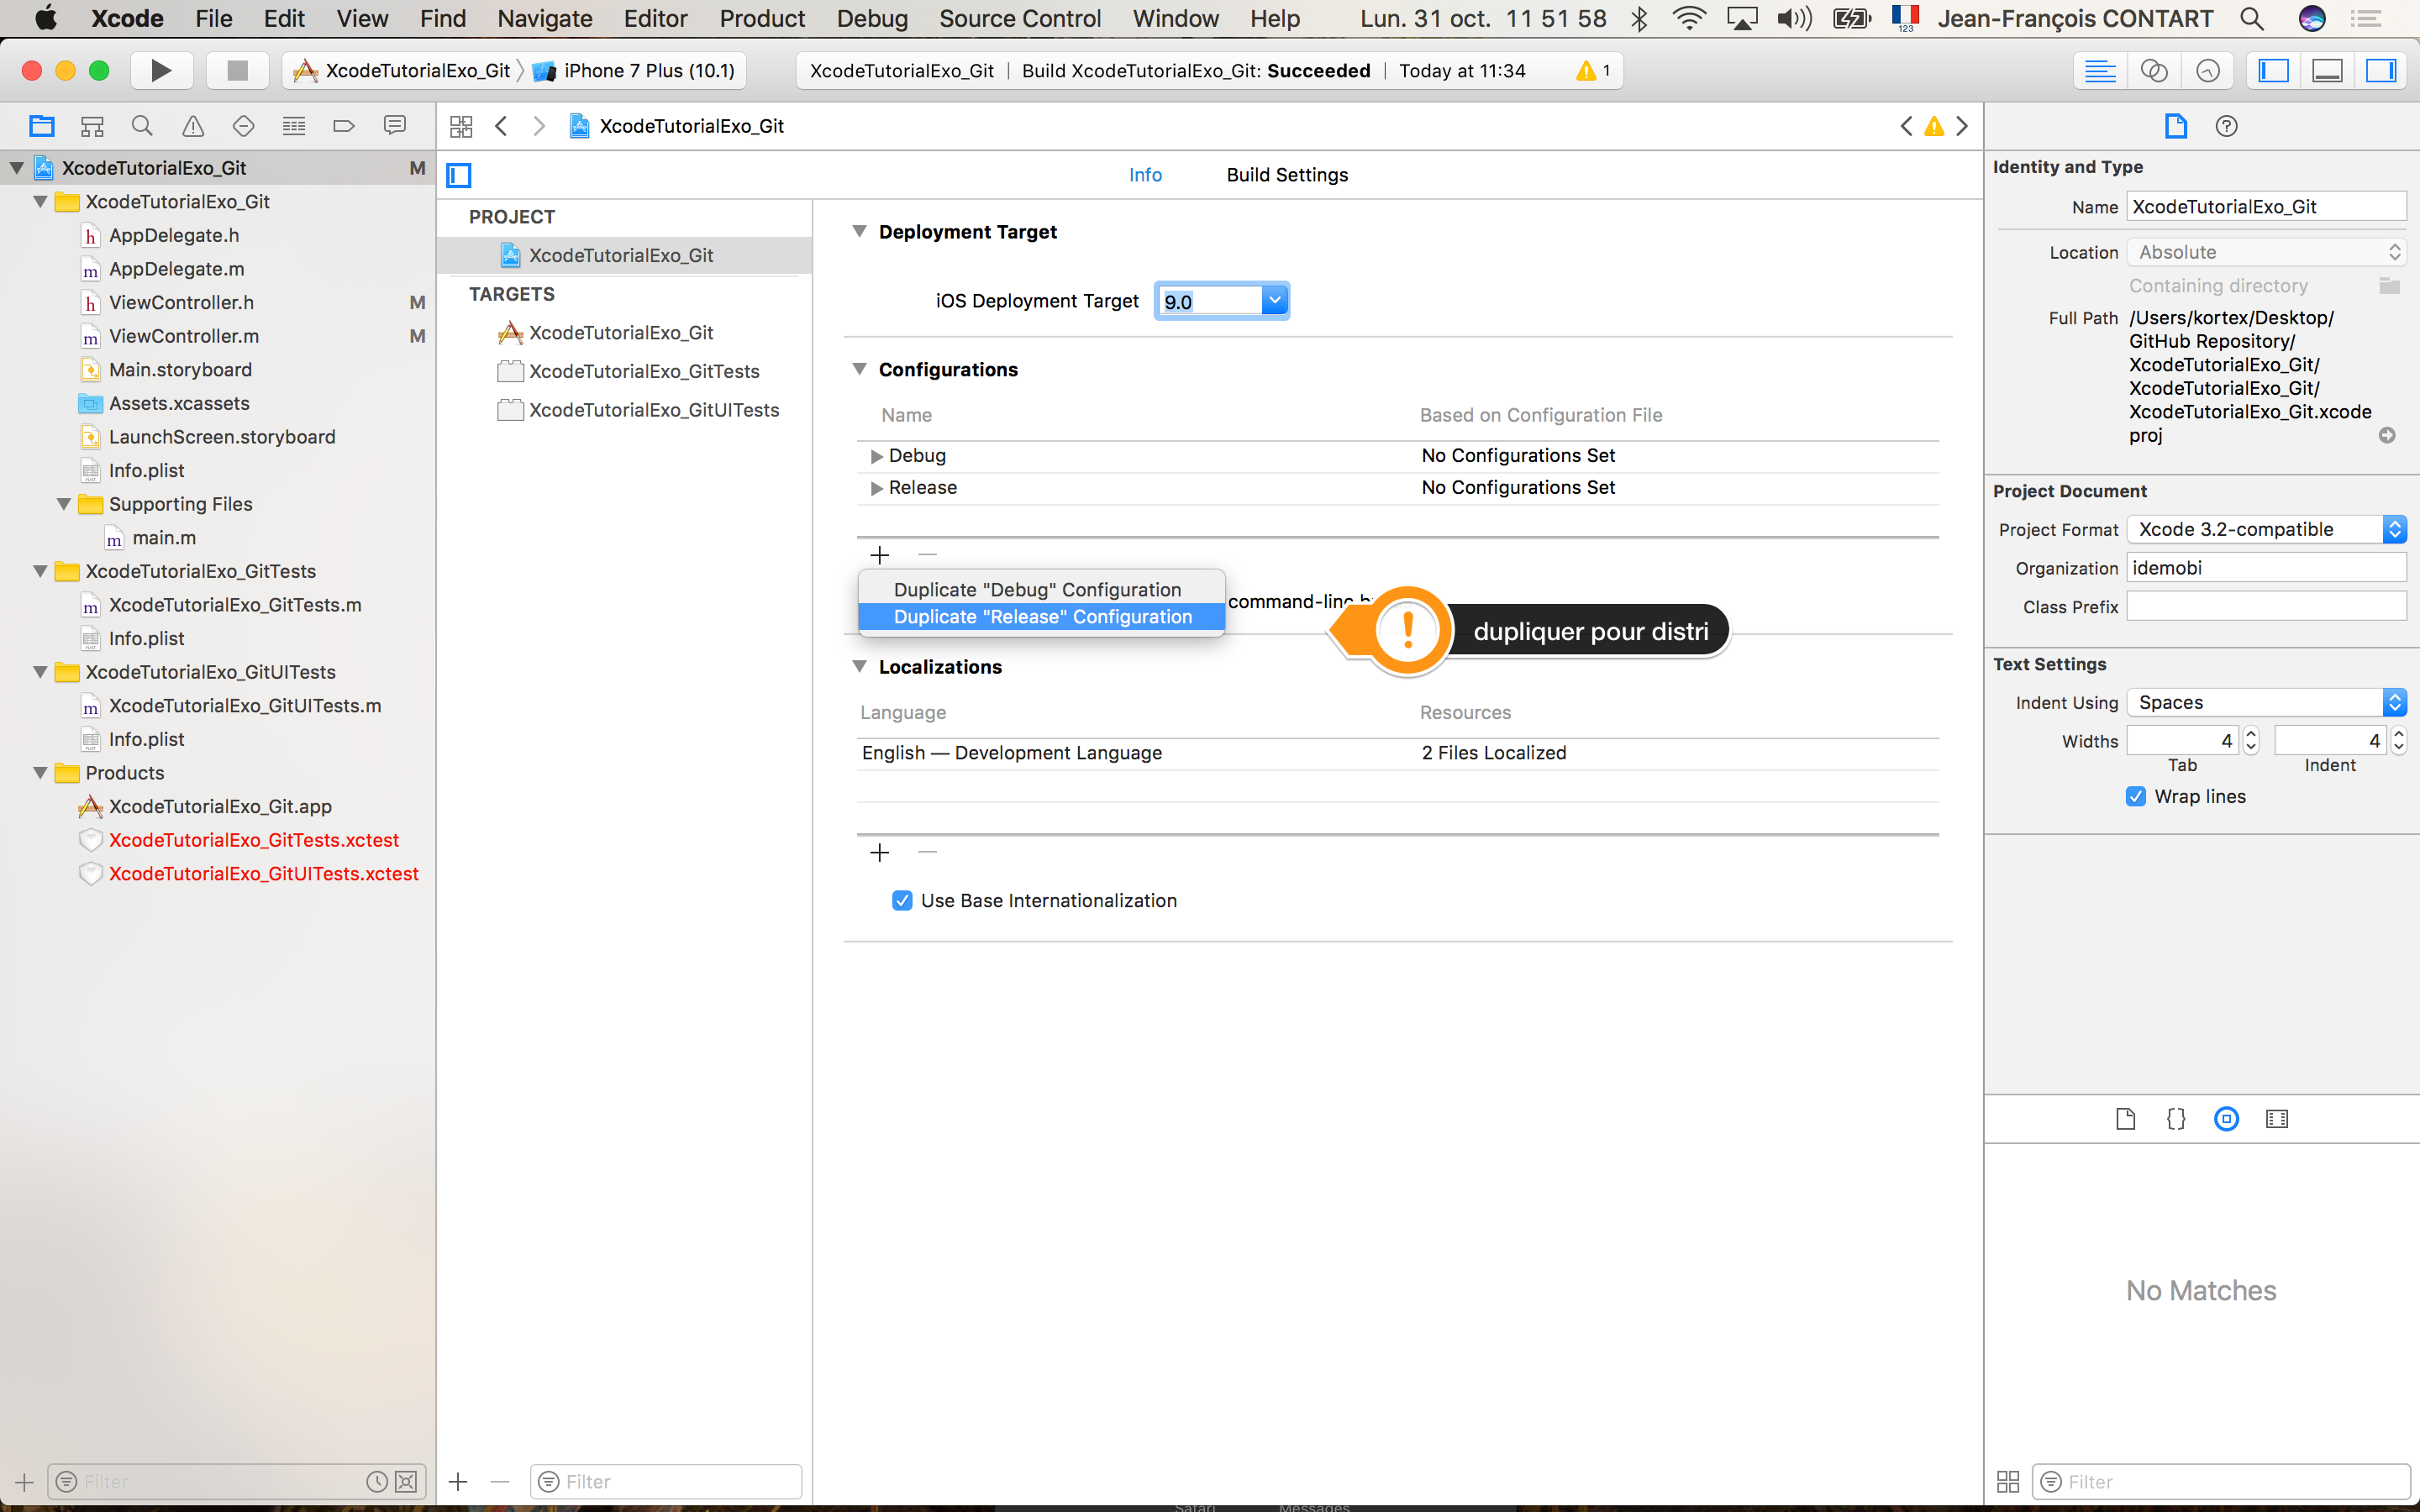 Xcode File Edit View Find Navigate Editor Product Debug Source Control Window Help Lun. 31 oct. 11 51 58 123 Jean-François CONTART
XcodeTutorialExo_Git iPhone 7 Plus (10.1)
XcodeTutorialExo_Git | Build XcodeTutorialExo_Git: Succeeded | Today at 11:34 1
XcodeTutorialExo_Git M
XcodeTutorialExo_Git
AppDelegate.h
AppDelegate.m
ViewController.h M
ViewController.m M
Main.storyboard
Assets.xcassets
LaunchScreen.storyboard
Info.plist
Supporting Files
main.m
XcodeTutorialExo_GitTests
XcodeTutorialExo_GitTests.m
Info.plist
XcodeTutorialExo_GitUITests
XcodeTutorialExo_GitUITests.m
Info.plist
Products
XcodeTutorialExo_Git.app
XcodeTutorialExo_GitTests.xctest
XcodeTutorialExo_GitUITests.xctest
Filter
XcodeTutorialExo_Git
Info Build Settings
PROJECT
XcodeTutorialExo_Git
TARGETS
XcodeTutorialExo_Git
XcodeTutorialExo_GitTests
XcodeTutorialExo_GitUITests
Filter
Deployment Target
iOS Deployment Target 9.0
Configurations
Name Based on Configuration File
Debug No Configurations Set
Release No Configurations Set
Duplicate "Debug" Configuration
Duplicate "Release" Configuration
command-line
! dupliquer pour distri
Localizations
Language Resources
English — Development Language 2 Files Localized
Use Base Internationalization
Identity and Type
Name XcodeTutorialExo_Git
Location Absolute
Containing directory
Full Path /Users/kortex/Desktop/
GitHub Repository/
XcodeTutorialExo_Git/
XcodeTutorialExo_Git/
XcodeTutorialExo_Git.xcode
proj
Project Document
Project Format Xcode 3.2-compatible
Organization idemobi
Class Prefix
Text Settings
Indent Using Spaces
Widths 4 4
Tab Indent
Wrap lines
No Matches
Filter
Safari Messages